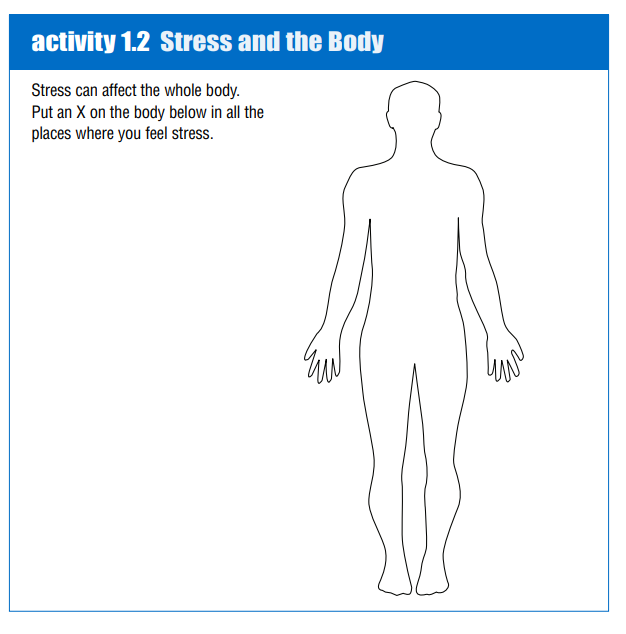 activity 1.2 Stress and the Body
Stress can affect the whole body.
Put an X on the body below in all the
places where you feel stress.